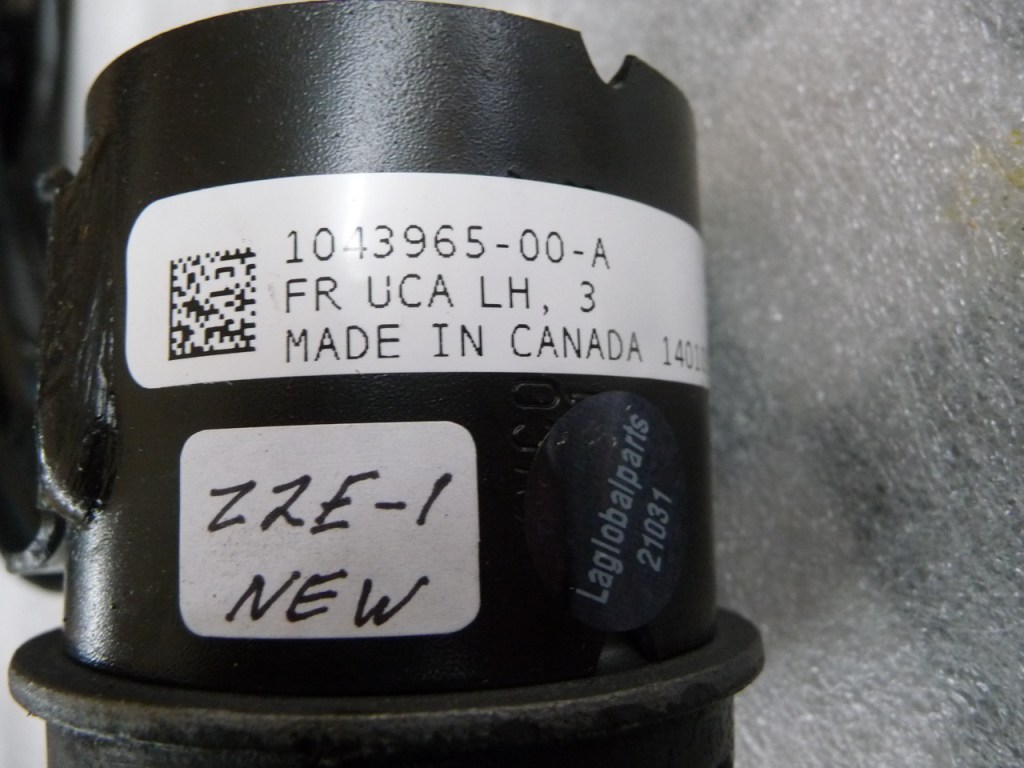 1043965-00-A
FR UCA LH, 3
MADE IN CANADA
ZZE-1
NEW
Laglobalparts
21031